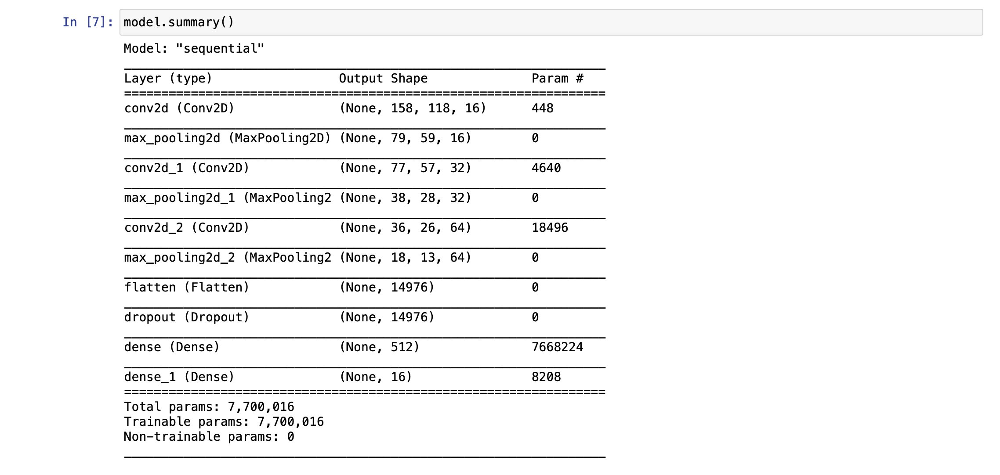 In [7]: model.summary()
Model: "sequential"
_________________________________________________________________
Layer (type)                 Output Shape              Param #
=================================================================
conv2d (Conv2D)              (None, 158, 118, 16)      448
_________________________________________________________________
max_pooling2d (MaxPooling2D) (None, 79, 59, 16)        0
_________________________________________________________________
conv2d_1 (Conv2D)            (None, 77, 57, 32)        4640
_________________________________________________________________
max_pooling2d_1 (MaxPooling2 (None, 38, 28, 32)        0
_________________________________________________________________
conv2d_2 (Conv2D)            (None, 36, 26, 64)        18496
_________________________________________________________________
max_pooling2d_2 (MaxPooling2 (None, 18, 13, 64)        0
_________________________________________________________________
flatten (Flatten)            (None, 14976)             0
_________________________________________________________________
dropout (Dropout)            (None, 14976)             0
_________________________________________________________________
dense (Dense)                (None, 512)               7668224
_________________________________________________________________
dense_1 (Dense)              (None, 16)                8208
=================================================================
Total params: 7,700,016
Trainable params: 7,700,016
Non-trainable params: 0
_________________________________________________________________